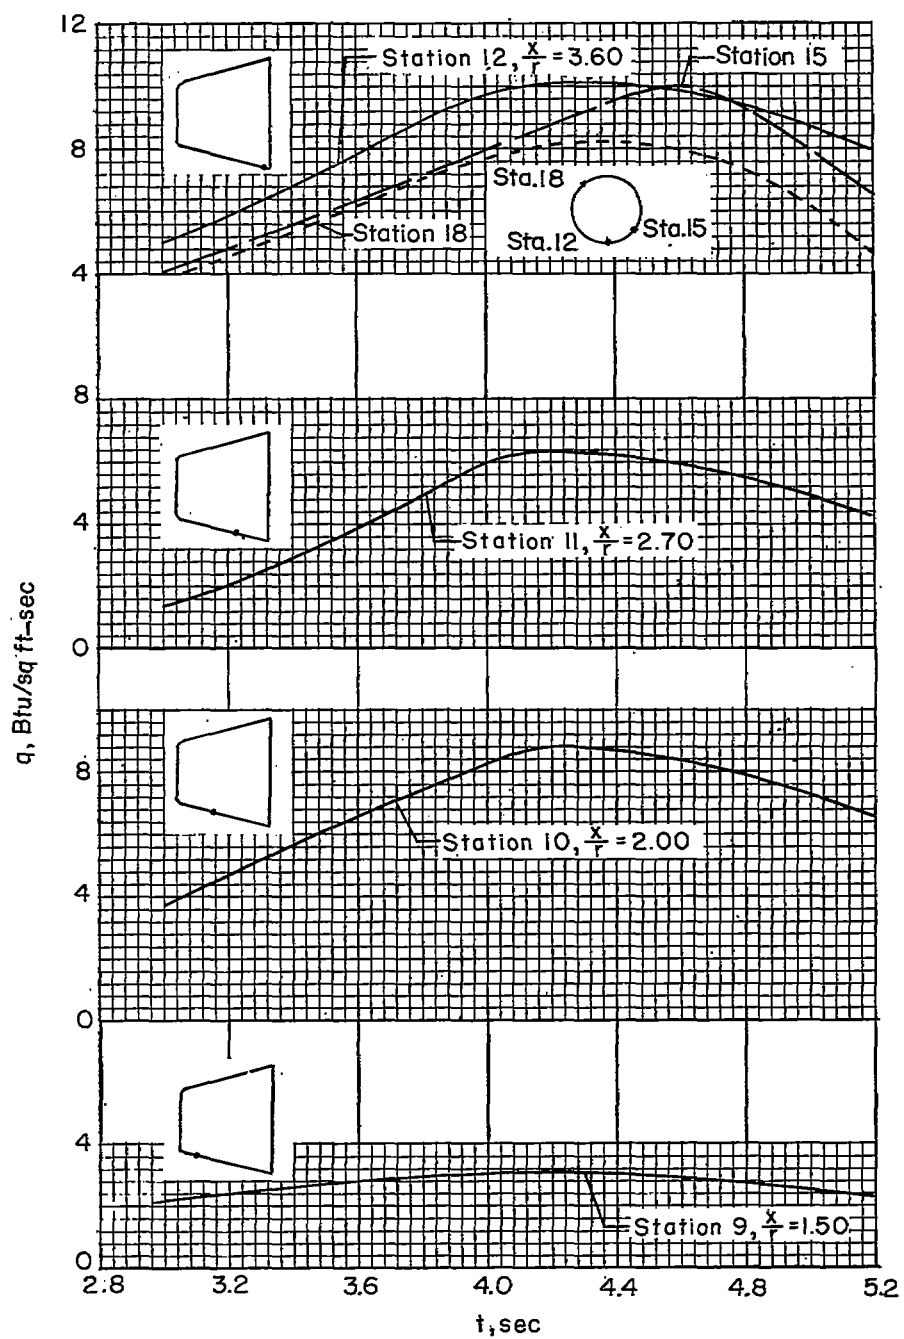 12
Station 12, x/r = 3.60
Station 15
10
8
Sta.18
Sta.15
Station 18
Sta.12
4
8
4
Station 11, x/r = 2.70
0
q, Btu/sq ft-sec
8
Station 10, x/r = 2.00
4
0
4
Station 9, x/r = 1.50
0
2.8 3.2 3.6 4.0 4.4 4.8 5.2
t, sec